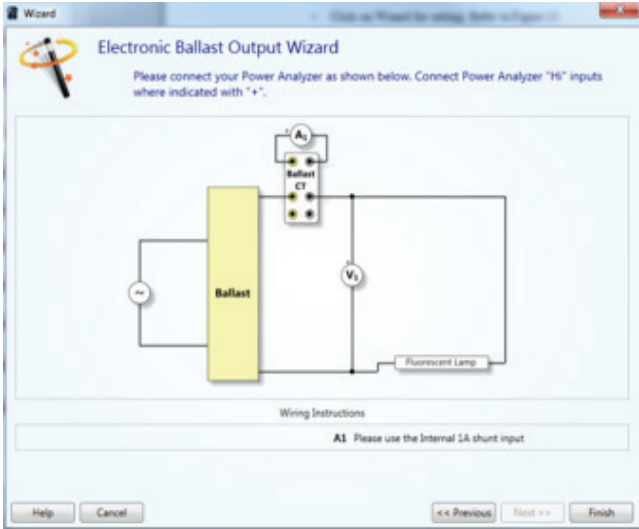 Wizard
Electronic Ballast Output Wizard
Please connect your Power Analyzer as shown below. Connect Power Analyzer "Hi" inputs
where indicated with "+".
A1
Ballast
CT
V1
~
Ballast
Fluorescent Lamp
Wiring Instructions
A1 Please use the Internal 1A shunt input
Help
Cancel
<< Previous
Next >>
Finish